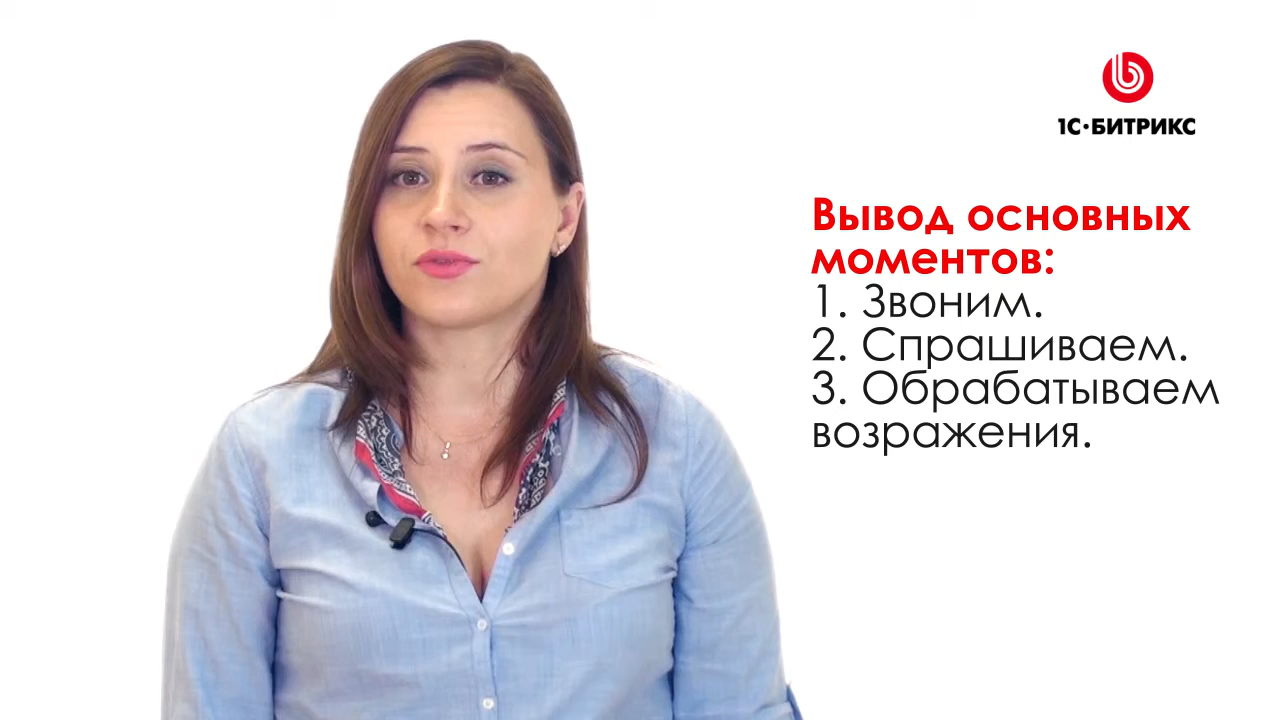 1С•БИТРИКС
Вывод основных
моментов:
1. Звоним.
2. Спрашиваем.
3. Обрабатываем
возражения.